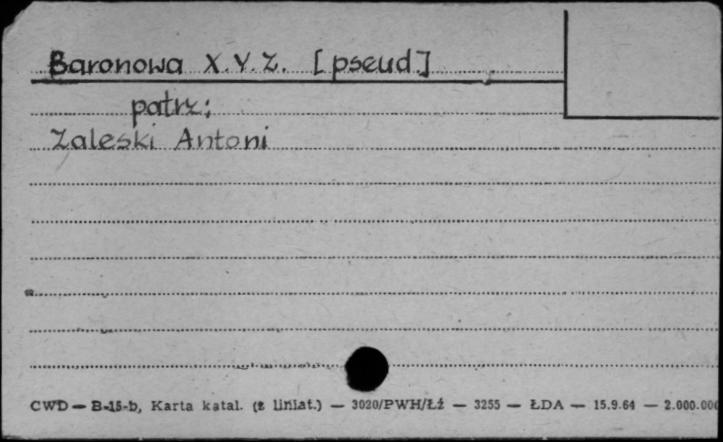 Baronowa X.Y.Z. [pseud]
patrz:
Zaleski Antoni
CWD — B-15-b, Karta katal. (z liniat.) — 3020/PWH/Łź — 3255 — ŁDA — 15.9.64 — 2.000.000